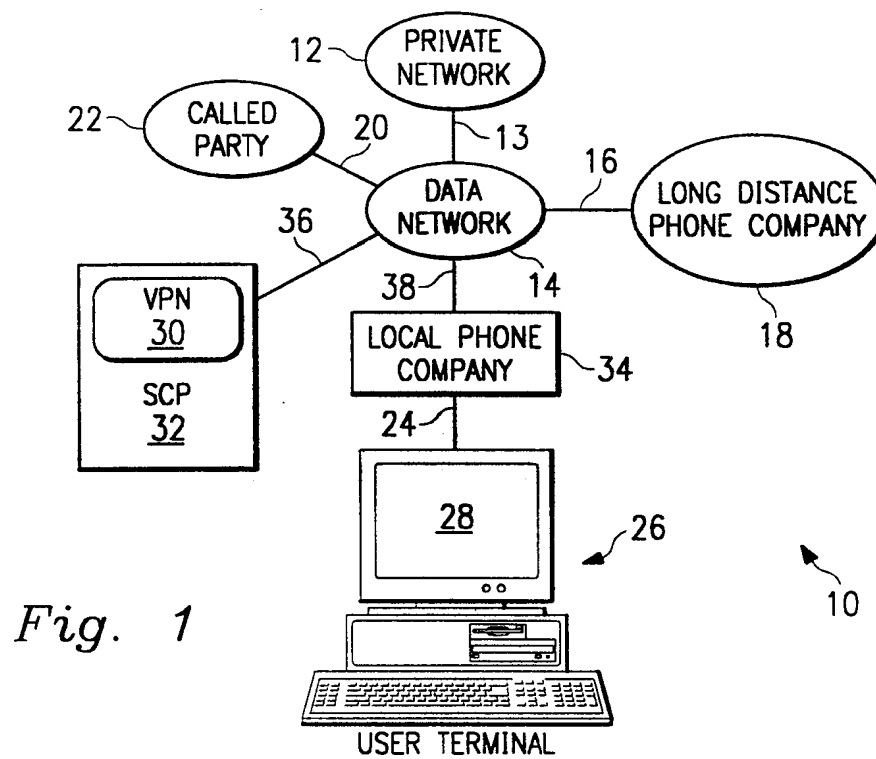 12
PRIVATE
NETWORK
22
CALLED
PARTY
20
13
DATA
NETWORK
16
LONG DISTANCE
PHONE COMPANY
36
38
14
18
VPN
30
SCP
32
LOCAL PHONE
COMPANY
34
24
28
26
10
Fig. 1
USER TERMINAL